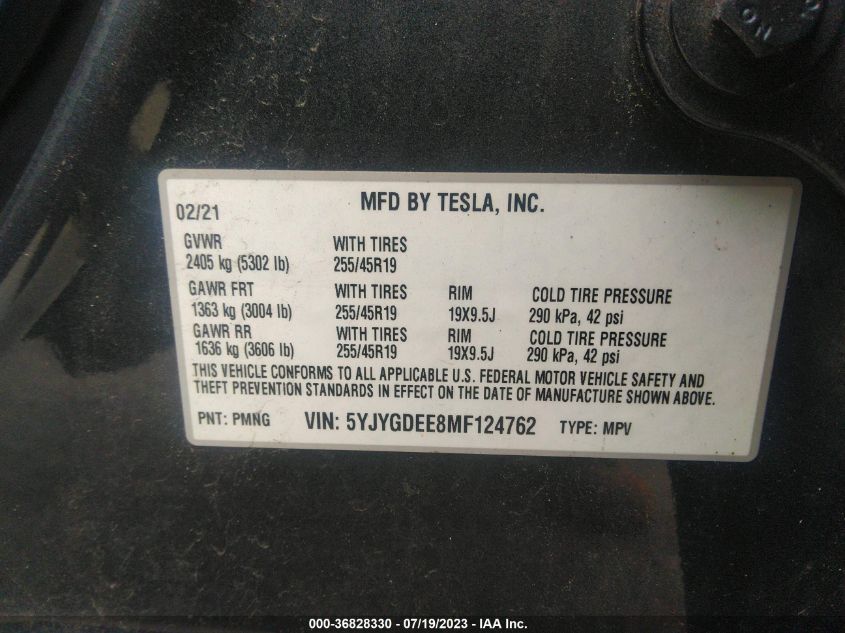 NO
02/21 MFD BY TESLA, INC.
GVWR WITH TIRES
2405 kg (5302 lb) 255/45R19
GAWR FRT WITH TIRES RIM COLD TIRE PRESSURE
1363 kg (3004 lb) 255/45R19 19X9.5J 290 kPa, 42 psi
GAWR RR WITH TIRES RIM COLD TIRE PRESSURE
1636 kg (3606 lb) 255/45R19 19X9.5J 290 kPa, 42 psi
THIS VEHICLE CONFORMS TO ALL APPLICABLE U.S. FEDERAL MOTOR VEHICLE SAFETY AND
THEFT PREVENTION STANDARDS IN EFFECT ON THE DATE OF MANUFACTURE SHOWN ABOVE.
PNT: PMNG VIN: 5YJYGDEE8MF124762 TYPE: MPV
000-36828330 - 07/19/2023 - IAA Inc.